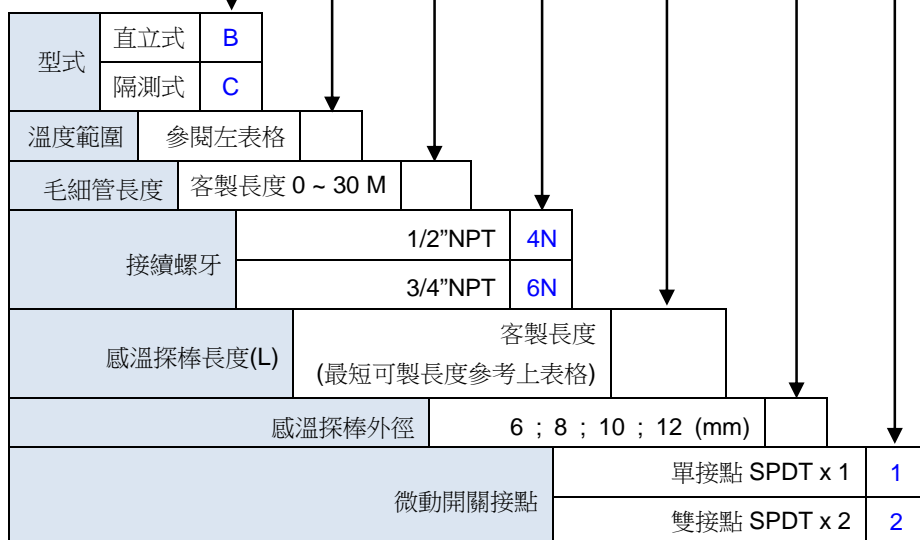 型式
直立式 B
隔測式 C
溫度範圍 參閱左表格
毛細管長度 客製長度 0 ~ 30 M
接續螺牙
1/2”NPT 4N
3/4”NPT 6N
感溫探棒長度(L)
客製長度
(最短可製長度參考上表格)
感溫探棒外徑 6 ; 8 ; 10 ; 12 (mm)
微動開關接點
單接點 SPDT x 1 1
雙接點 SPDT x 2 2